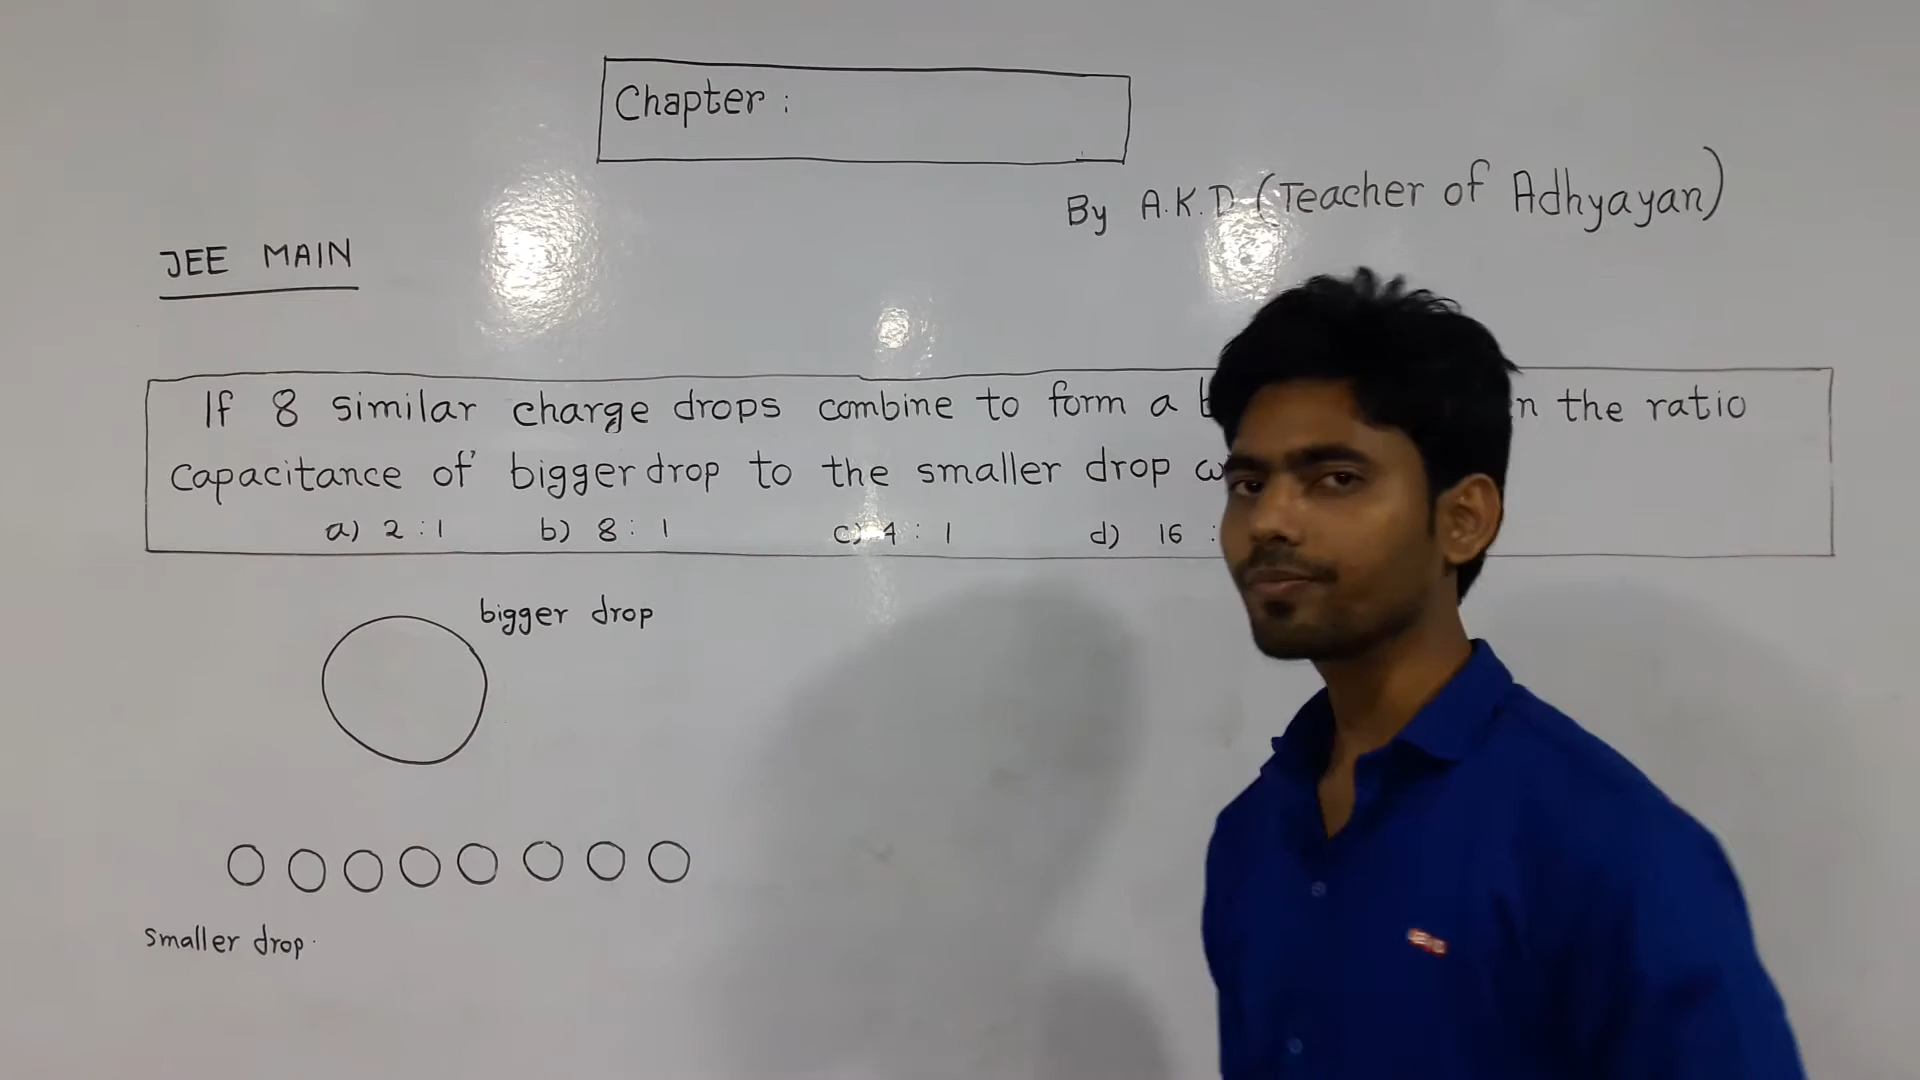 Chapter :
By A.K.D (Teacher of Adhyayan)
JEE MAIN
If 8 similar charge drops combine to form a the ratio
capacitance of bigger drop to the smaller drop
a) 2 : 1 b) 8 : 1 c) 4 : 1 d) 16 :
bigger drop
smaller drop.